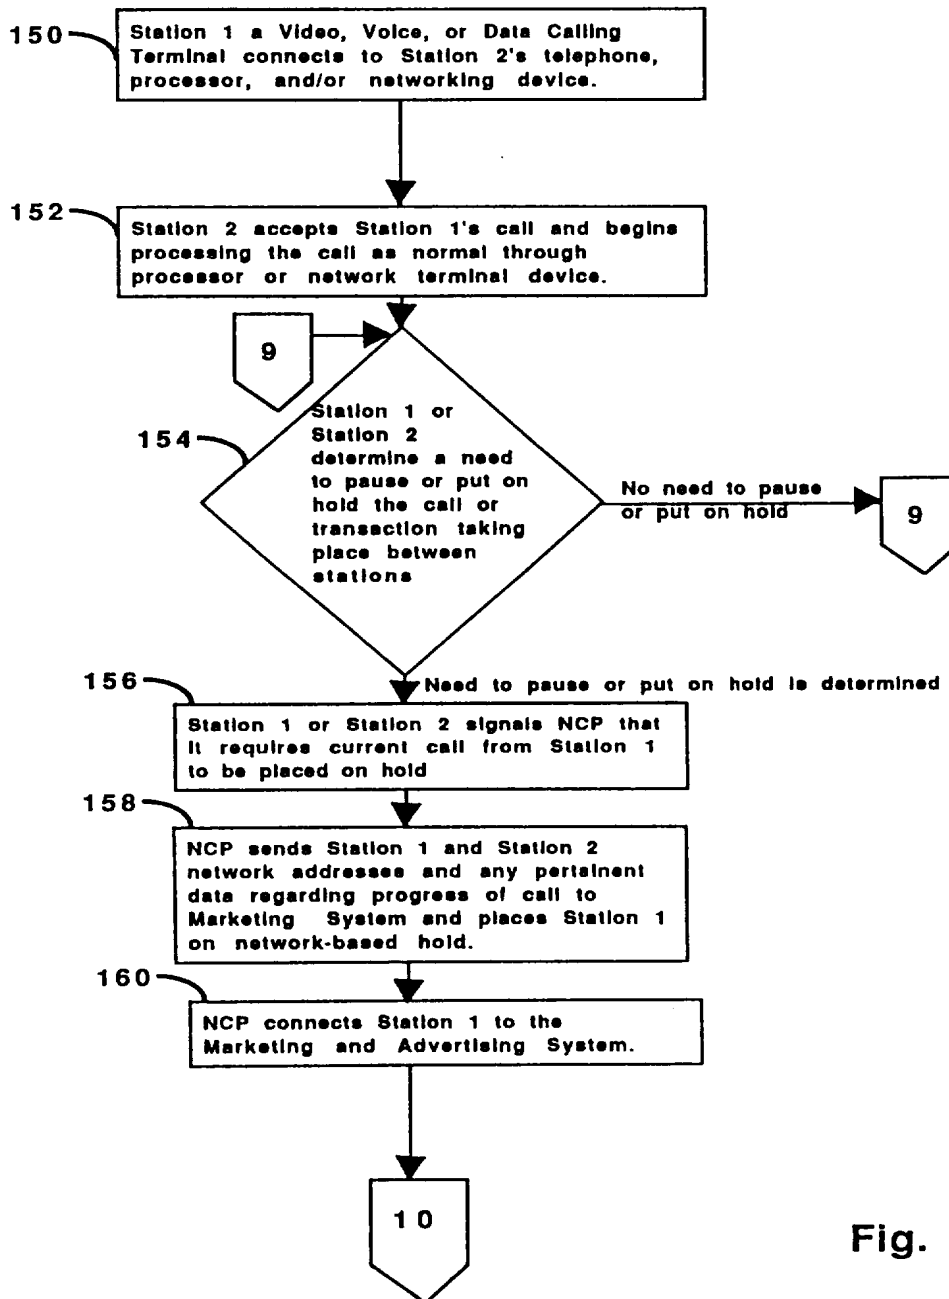 150
Station 1 a Video, Voice, or Data Calling
Terminal connects to Station 2's telephone,
processor, and/or networking device.
152
Station 2 accepts Station 1's call and begins
processing the call as normal through
processor or network terminal device.
9
154
Station 1 or
Station 2
determine a need
to pause or put on
hold the call or
transaction taking
place between
stations
No need to pause
or put on hold
9
156
Need to pause or put on hold is determined
Station 1 or Station 2 signals NCP that
it requires current call from Station 1
to be placed on hold
158
NCP sends Station 1 and Station 2
network addresses and any pertainent
data regarding progress of call to
Marketing System and places Station 1
on network-based hold.
160
NCP connects Station 1 to the
Marketing and Advertising System.
10
Fig.